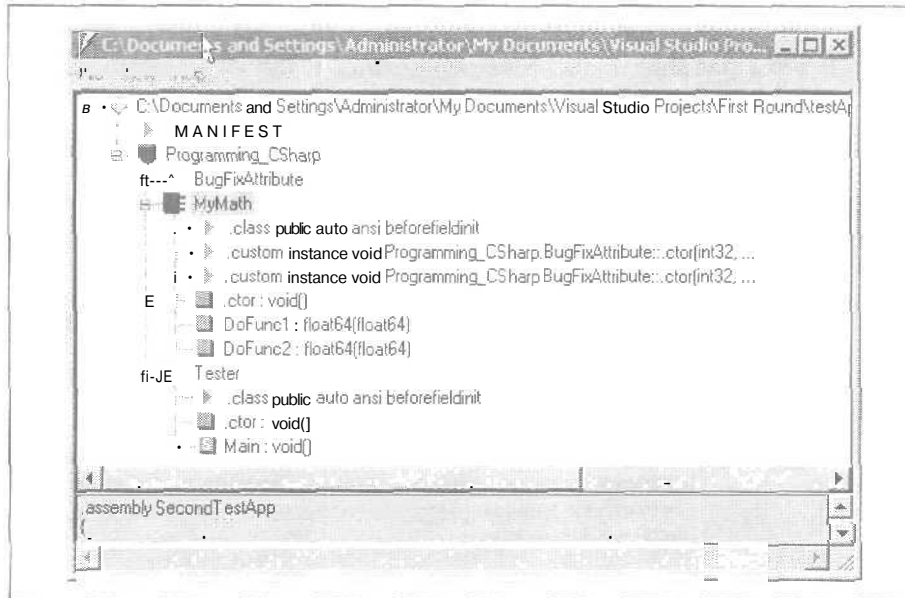 C:\Documents and Settings\Administrator\My Documents\Visual Studio Pro...
C:\Documents and Settings\Administrator\My Documents\Visual Studio Projects\First Round\testAp
MANIFEST
Programming_CSharp
BugFixAttribute
MyMath
.class public auto ansi beforefieldinit
.custom instance void Programming_CSharp.BugFixAttribute::.ctor(int32, ...
.custom instance void Programming_CSharp.BugFixAttribute::.ctor(int32, ...
.ctor : void()
DoFunc1 : float64(float64)
DoFunc2 : float64(float64)
Tester
.class public auto ansi beforefieldinit
.ctor : void()
S Main : void()
.assembly SecondTestApp
{